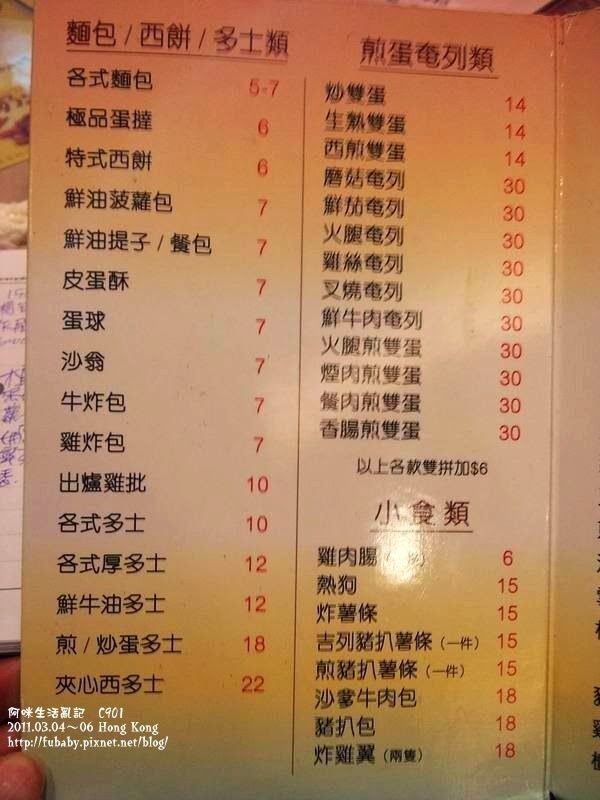 麵包 / 西餅 / 多士類
各式麵包 5-7
極品蛋撻 6
特式西餅 6
鮮油菠蘿包 7
鮮油提子 / 餐包 7
皮蛋酥 7
蛋球 7
沙翁 7
牛炸包 7
雞炸包 7
出爐雞批 10
各式多士 10
各式厚多士 12
鮮牛油多士 12
煎 / 炒蛋多士 18
夾心西多士 22
煎蛋奄列類
炒雙蛋 14
生熟雙蛋 14
西煎雙蛋 14
磨菇奄列 30
鮮茄奄列 30
火腿奄列 30
雞絲奄列 30
叉燒奄列 30
鮮牛肉奄列 30
火腿煎雙蛋 30
煙肉煎雙蛋 30
餐肉煎雙蛋 30
香腸煎雙蛋 30
以上各款雙拼加$6
小食類
雞肉腸 6
熱狗 15
炸薯條 15
吉列豬扒薯條 (一件) 15
煎豬扒薯條 (一件) 15
沙爹牛肉包 18
豬扒包 18
炸雞翼 (兩隻) 18
阿咪生活亂記 C901
2011.03.04～06 Hong Kong
http://fubaby.pixnet.net/blog/